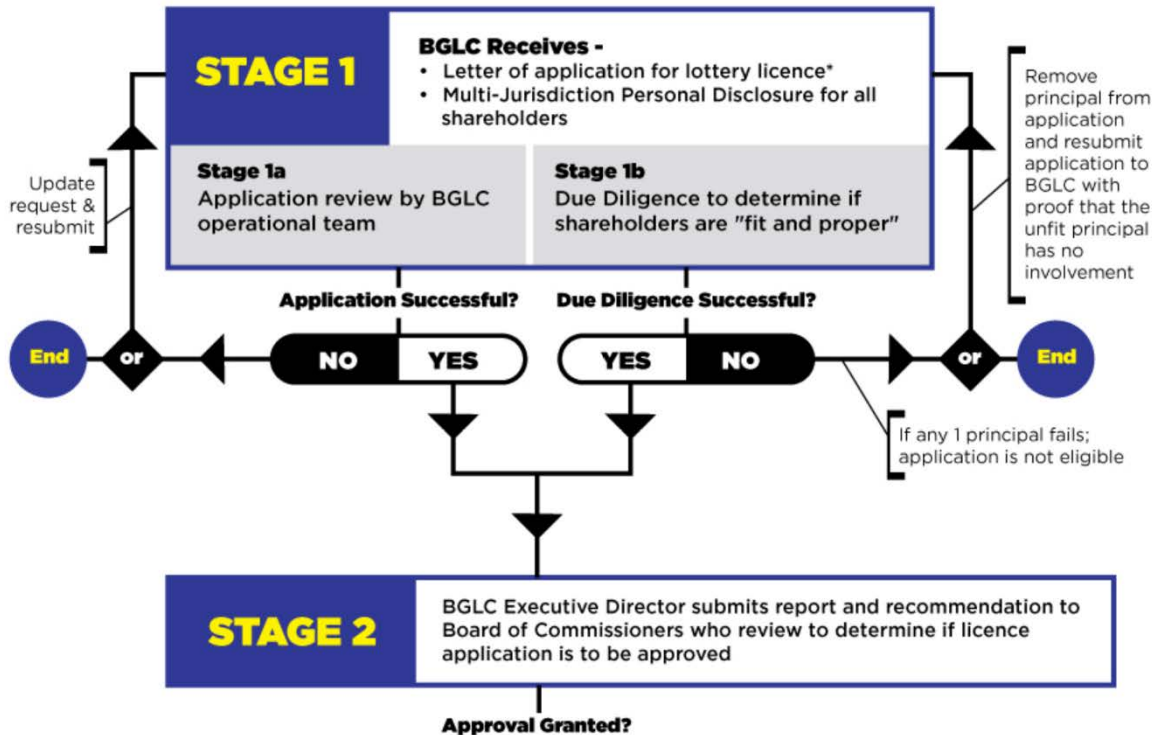 STAGE 1
BGLC Receives -
• Letter of application for lottery licence*
• Multi-Jurisdiction Personal Disclosure for all
shareholders
Stage 1a
Application review by BGLC
operational team
Stage 1b
Due Diligence to determine if
shareholders are "fit and proper"
Update
request &
resubmit
Remove
principal from
application
and resubmit
application to
BGLC with
proof that the
unfit principal
has no
involvement
Application Successful?
Due Diligence Successful?
End
or
NO
YES
YES
NO
or
End
If any 1 principal fails;
application is not eligible
STAGE 2
BGLC Executive Director submits report and recommendation to
Board of Commissioners who review to determine if licence
application is to be approved
Approval Granted?